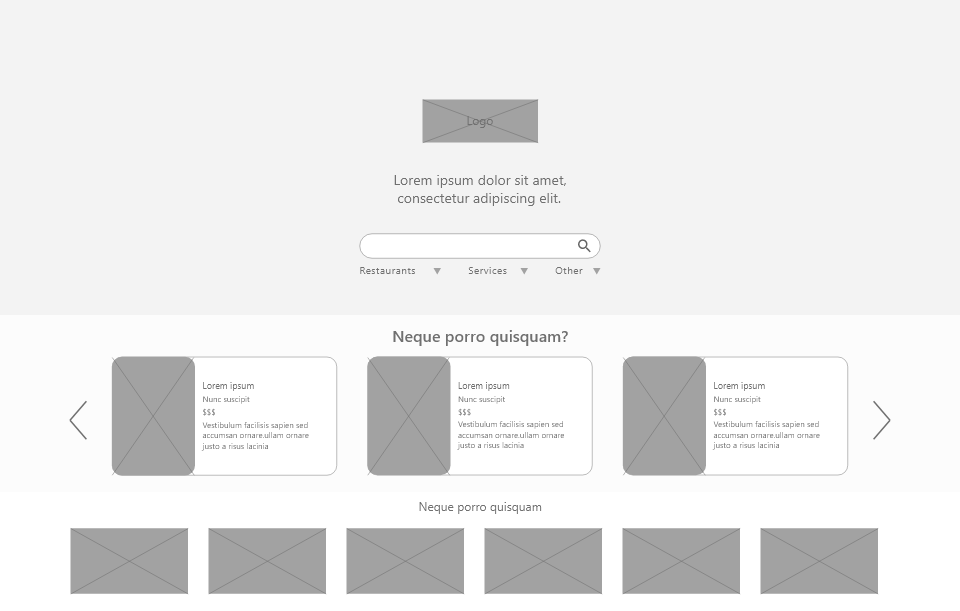 Logo
Lorem ipsum dolor sit amet,
consectetur adipiscing elit.
Restaurants Services Other
Neque porro quisquam?
Lorem ipsum
Nunc suscipit
$$$
Vestibulum facilisis sapien sed
accumsan ornare.ullam ornare
justo a risus lacinia
Lorem ipsum
Nunc suscipit
$$$
Vestibulum facilisis sapien sed
accumsan ornare.ullam ornare
justo a risus lacinia
Lorem ipsum
Nunc suscipit
$$$
Vestibulum facilisis sapien sed
accumsan ornare.ullam ornare
justo a risus lacinia
Neque porro quisquam